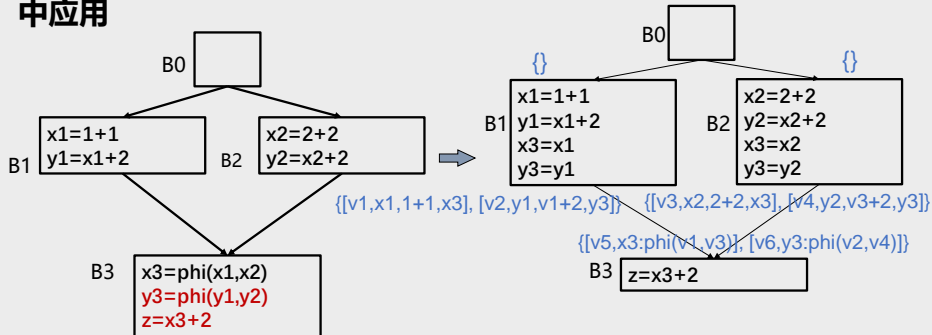 中应用
B0
B1
x1=1+1
y1=x1+2
B2
x2=2+2
y2=x2+2
B3
x3=phi(x1,x2)
y3=phi(y1,y2)
z=x3+2
B0
{}
{}
B1
x1=1+1
y1=x1+2
x3=x1
y3=y1
B2
x2=2+2
y2=x2+2
x3=x2
y3=y2
{[v1,x1,1+1,x3], [v2,y1,v1+2,y3]}
{[v3,x2,2+2,x3], [v4,y2,v3+2,y3]}
{[v5,x3:phi(v1,v3)], [v6,y3:phi(v2,v4)]}
B3
z=x3+2